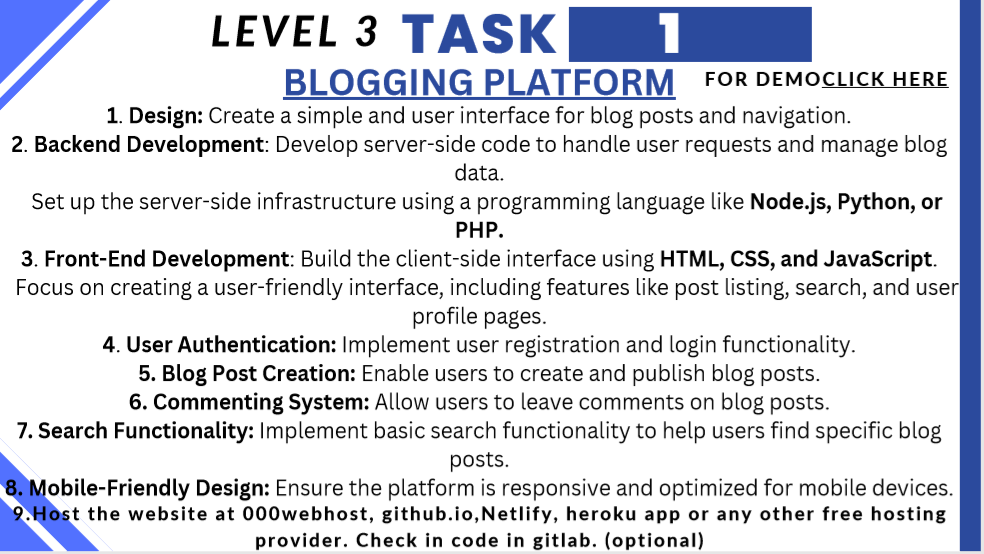 LEVEL 3 TASK 1
BLOGGING PLATFORM FOR DEMOCLICK HERE
1. Design: Create a simple and user interface for blog posts and navigation.
2. Backend Development: Develop server-side code to handle user requests and manage blog
data.
Set up the server-side infrastructure using a programming language like Node.js, Python, or
PHP.
3. Front-End Development: Build the client-side interface using HTML, CSS, and JavaScript.
Focus on creating a user-friendly interface, including features like post listing, search, and user
profile pages.
4. User Authentication: Implement user registration and login functionality.
5. Blog Post Creation: Enable users to create and publish blog posts.
6. Commenting System: Allow users to leave comments on blog posts.
7. Search Functionality: Implement basic search functionality to help users find specific blog
posts.
8. Mobile-Friendly Design: Ensure the platform is responsive and optimized for mobile devices.
9.Host the website at 000webhost, github.io,Netlify, heroku app or any other free hosting
provider. Check in code in gitlab. (optional)